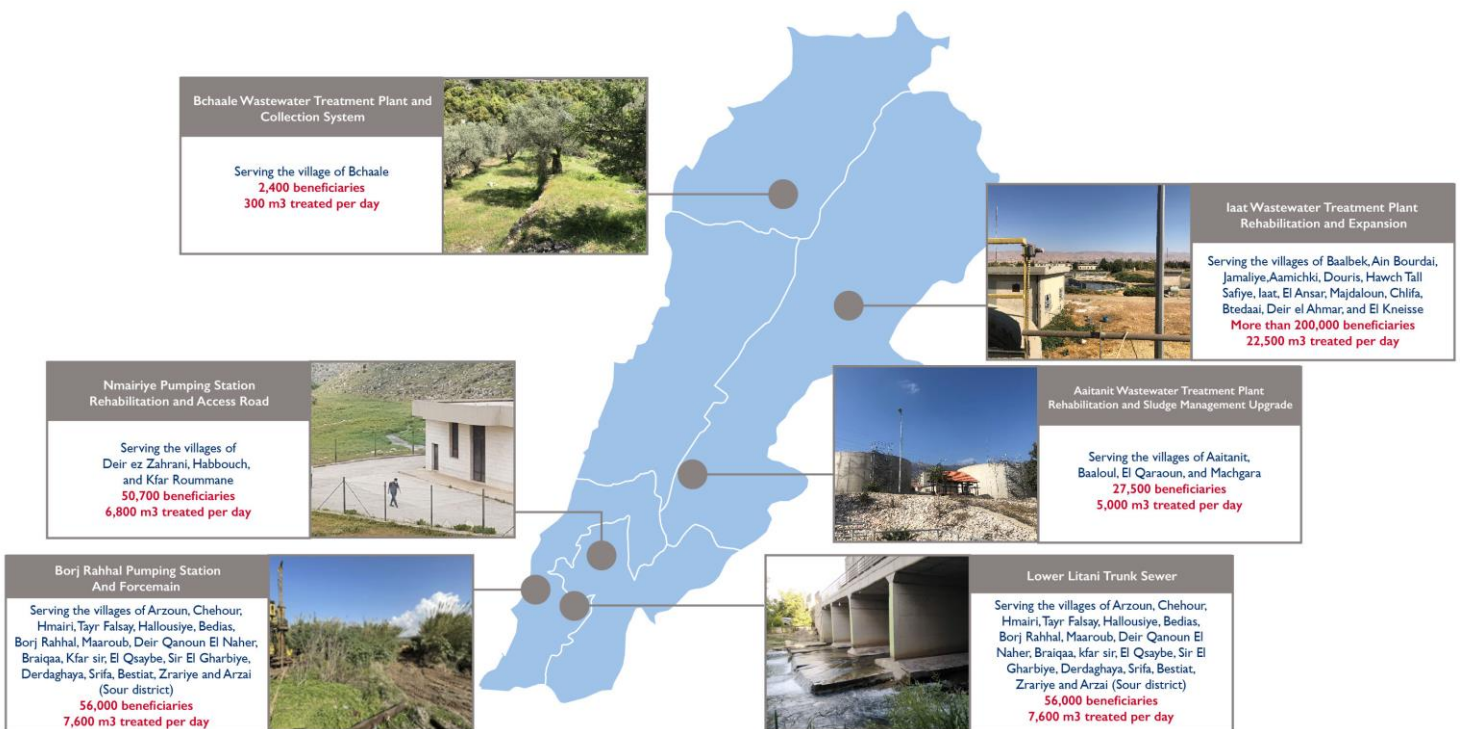 Bchaale Wastewater Treatment Plant and
Collection System
Serving the village of Bchaale
2,400 beneficiaries
300 m3 treated per day
Iaat Wastewater Treatment Plant
Rehabilitation and Expansion
Serving the villages of Baalbek, Ain Bourdai,
Jamaliye,Aamichki, Douris, Hawch Tall
Safiye, Iaat, El Ansar, Majdaloun, Chlifa,
Btedaai, Deir el Ahmar, and El Kneisse
More than 200,000 beneficiaries
22,500 m3 treated per day
Nmairiye Pumping Station
Rehabilitation and Access Road
Serving the villages of
Deir ez Zahrani, Habbouch,
and Kfar Roummane
50,700 beneficiaries
6,800 m3 treated per day
Aaitanit Wastewater Treatment Plant
Rehabilitation and Sludge Management Upgrade
Serving the villages of Aaitanit,
Baaloul, El Qaraoun, and Machgara
27,500 beneficiaries
5,000 m3 treated per day
Borj Rahhal Pumping Station
And Forcemain
Serving the villages of Arzoun, Chehour,
Hmairi, Tayr Falsay, Hallousiye, Bedias,
Borj Rahhal, Maaroub, Deir Qanoun El Naher,
Braiqaa, Kfar sir, El Qsaybe, Sir El Gharbiye,
Derdaghaya, Srifa, Bestiat, Zrariye and Arzai
(Sour district)
56,000 beneficiaries
7,600 m3 treated per day
Lower Litani Trunk Sewer
Serving the villages of Arzoun, Chehour,
Hmairi, Tayr Falsay, Hallousiye, Bedias,
Borj Rahhal, Maaroub, Deir Qanoun El
Naher, Braiqaa, kfar sir, El Qsaybe, Sir El
Gharbiye, Derdaghaya, Srifa, Bestiat,
Zrariye and Arzai (Sour district)
56,000 beneficiaries
7,600 m3 treated per day